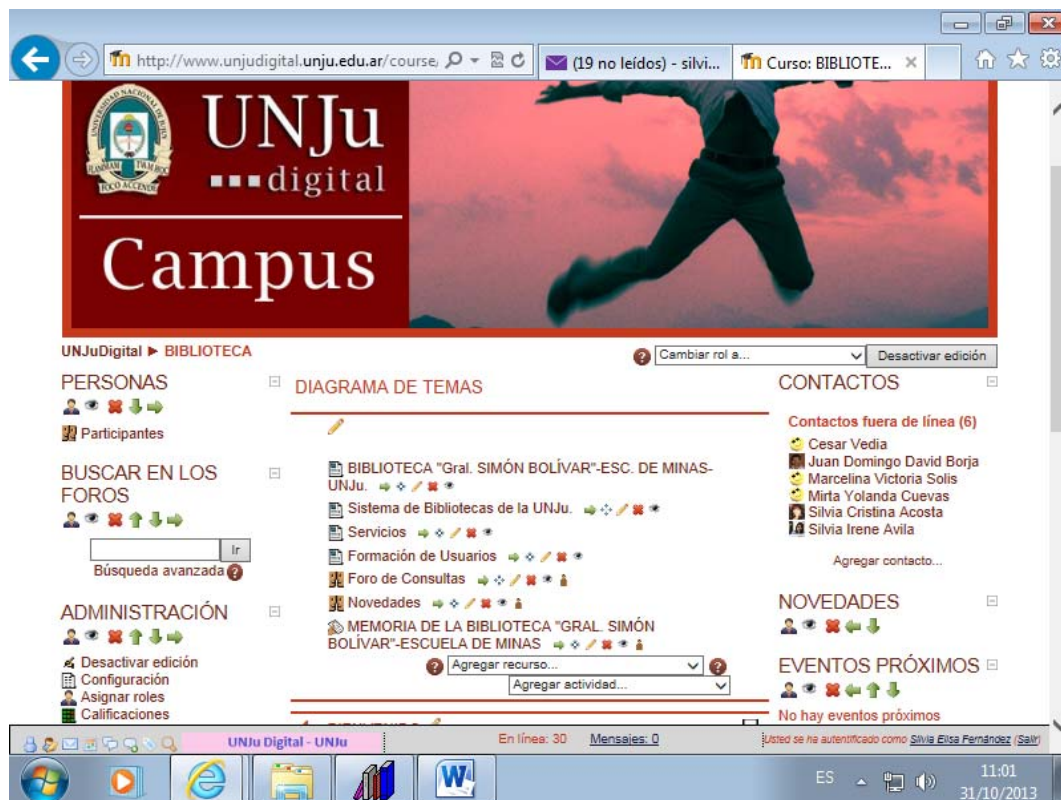 http://www.unjudigital.unju.edu.ar/course/
(19 no leídos) - silvi...
Curso: BIBLIOTE...
UNIVERSIDAD NACIONAL DE JUJUY
FOCO ACCENDE
UNJu
digital
Campus
UNJuDigital ► BIBLIOTECA
Cambiar rol a...
Desactivar edición
PERSONAS
Participantes
BUSCAR EN LOS
FOROS
Ir
Búsqueda avanzada
ADMINISTRACIÓN
Desactivar edición
Configuración
Asignar roles
Calificaciones
DIAGRAMA DE TEMAS
BIBLIOTECA "Gral. SIMÓN BOLÍVAR"-ESC. DE MINAS-
UNJu.
Sistema de Bibliotecas de la UNJu.
Servicios
Formación de Usuarios
Foro de Consultas
Novedades
MEMORIA DE LA BIBLIOTECA "GRAL. SIMÓN
BOLÍVAR"-ESCUELA DE MINAS
Agregar recurso...
Agregar actividad...
CONTACTOS
Contactos fuera de línea (6)
Cesar Vedia
Juan Domingo David Borja
Marcelina Victoria Solis
Mirta Yolanda Cuevas
Silvia Cristina Acosta
Silvia Irene Avila
Agregar contacto...
NOVEDADES
EVENTOS PRÓXIMOS
No hay eventos próximos
UNJu Digital - UNJu
En línea: 30
Mensajes: 0
Usted se ha autentificado como Silvia Elisa Fernández (Salir)
ES
11:01
31/10/2013